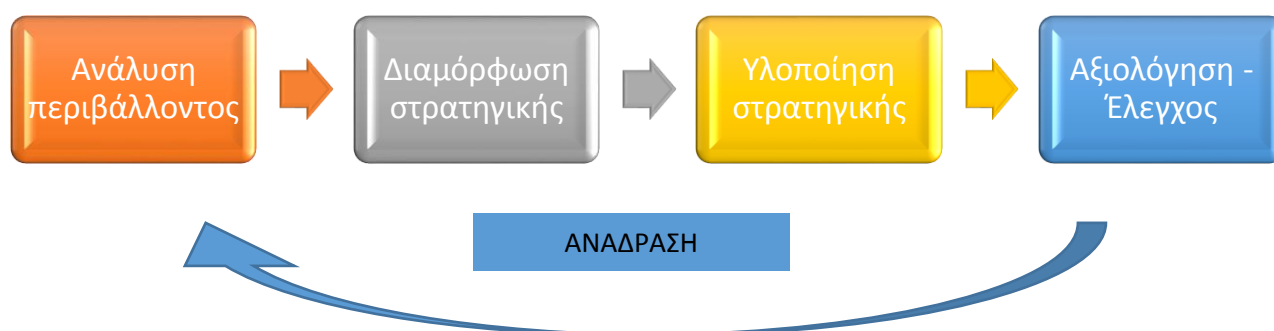 Ανάλυση
περιβάλλοντος
Διαμόρφωση
στρατηγικής
Υλοποίηση
στρατηγικής
Αξιολόγηση -
Έλεγχος
ΑΝΑΔΡΑΣΗ